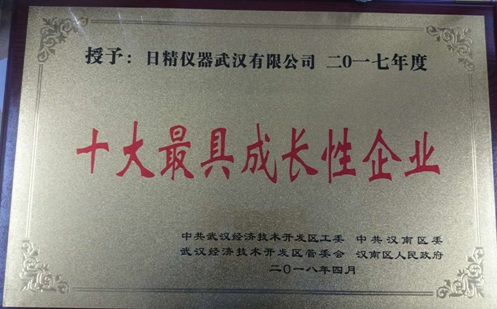 授予：日精仪器武汉有限公司 二〇一七年度
十大最具成长性企业
中共武汉经济技术开发区工委 中共汉南区委
武汉经济技术开发区管委会 汉南区人民政府
二〇一八年四月